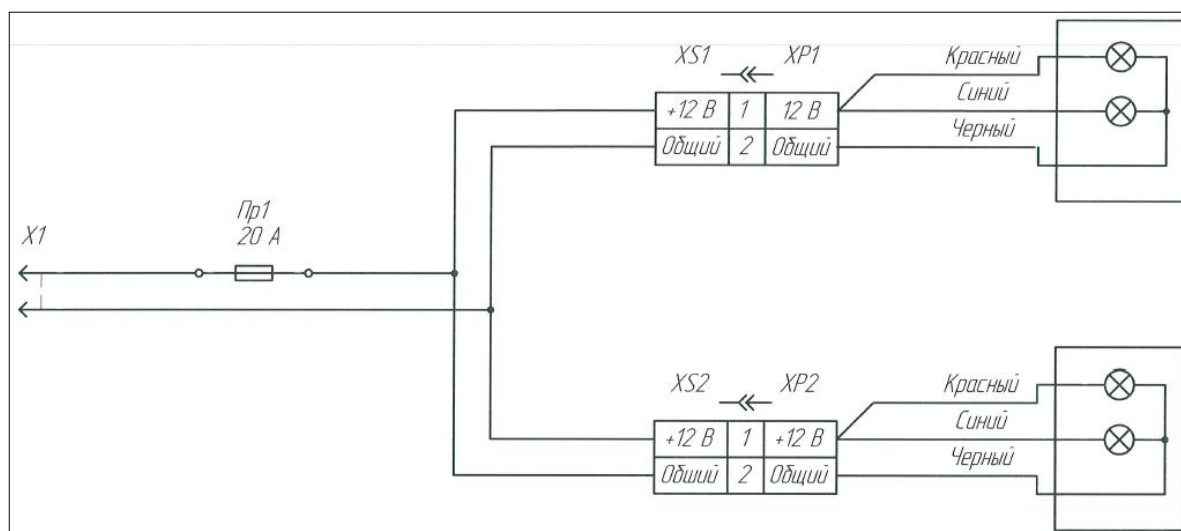 XS1 XP1
+12 В 1 12 В
Общий 2 Общий
Красный
Синий
Черный
Пр1
20 А
X1
XS2 XP2
+12 В 1 +12 В
Обший 2 Общий
Красный
Синий
Черный